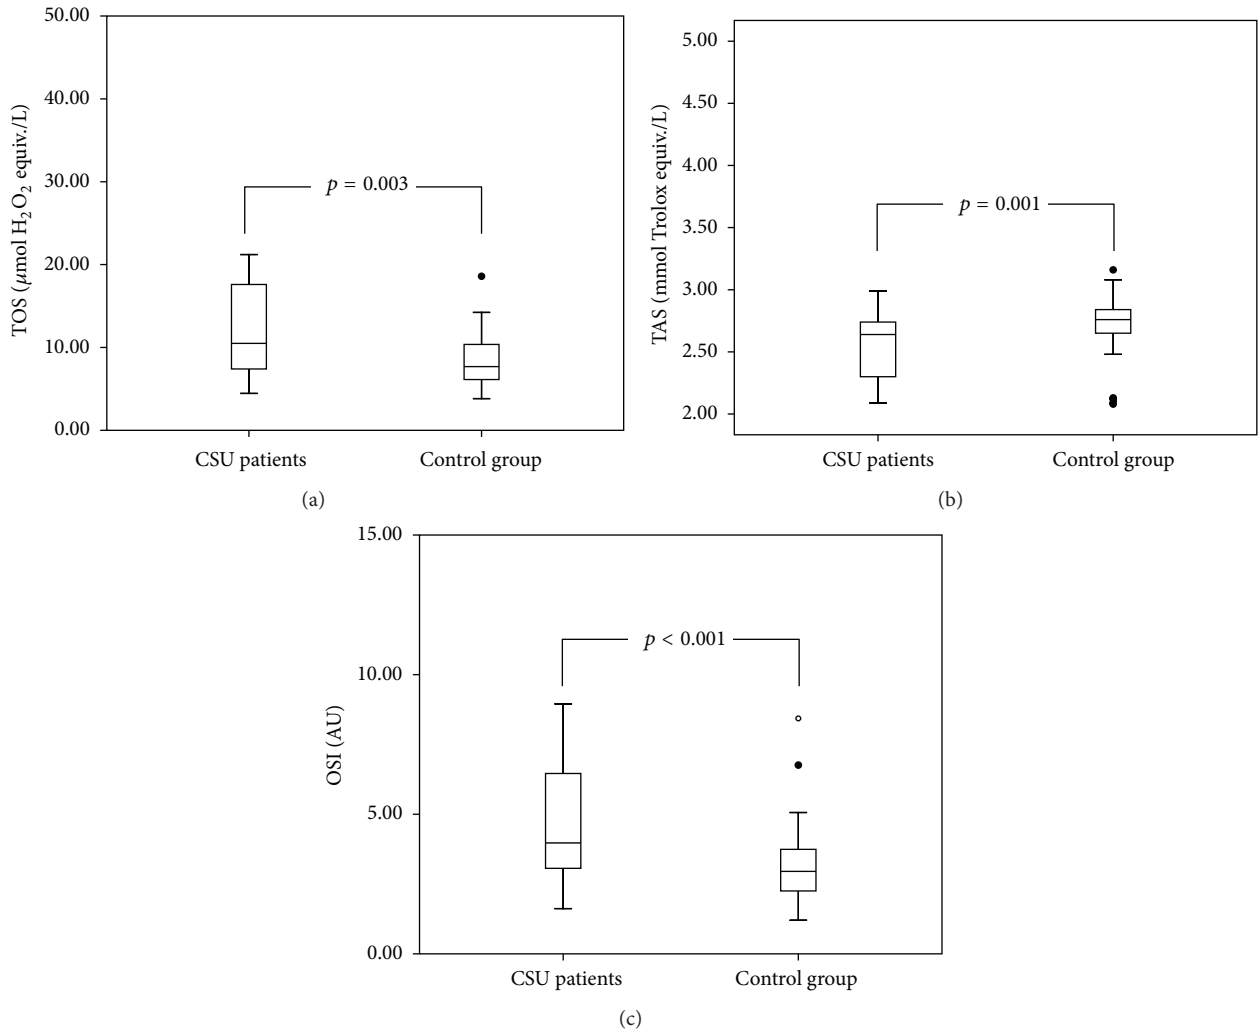 50.00
40.00
30.00
20.00
10.00
0.00
TOS (μmol H₂O₂ equiv./L)
p = 0.003
CSU patients
Control group
(a)
5.00
4.50
4.00
3.50
3.00
2.50
2.00
TAS (mmol Trolox equiv./L)
p = 0.001
CSU patients
Control group
(b)
15.00
10.00
5.00
0.00
OSI (AU)
p < 0.001
CSU patients
Control group
(c)